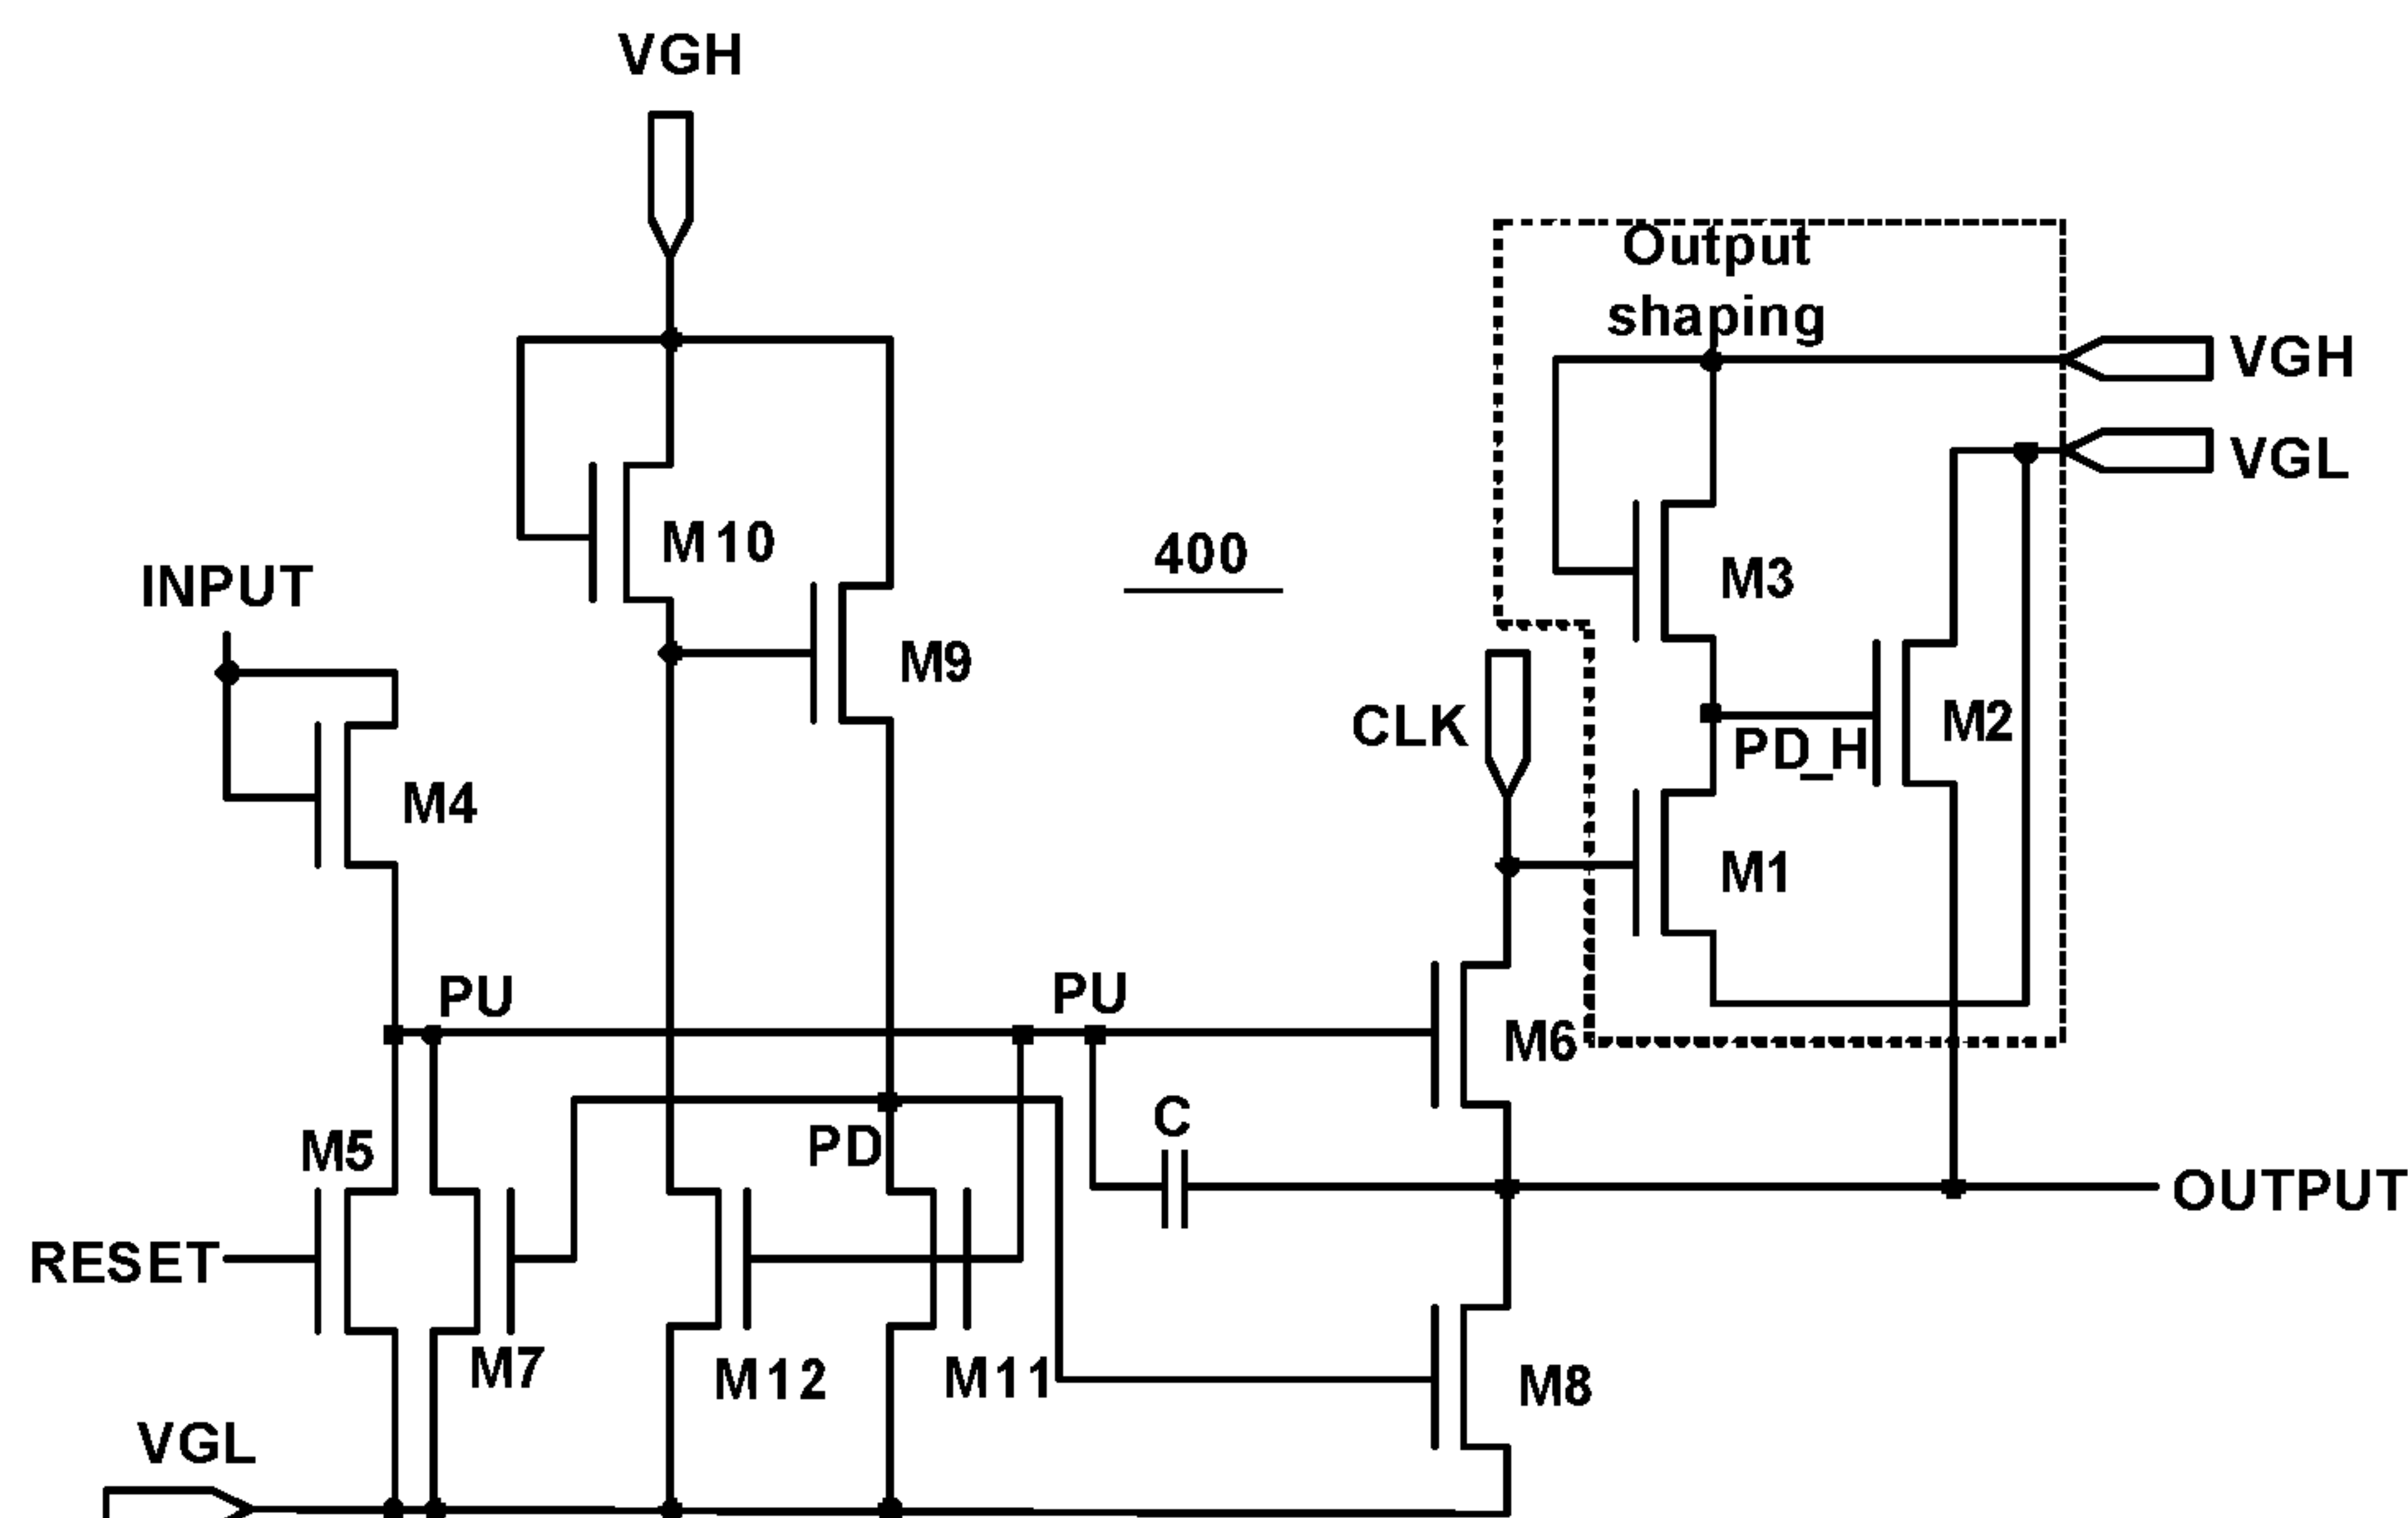 VGH
Output
shaping
VGH
VGL
M10
400
INPUT
M3
M9
CLK
M2
PD_H
M4
M1
PU
PU
M6
C
M5
PD
OUTPUT
RESET
M7
M12
M11
M8
VGL